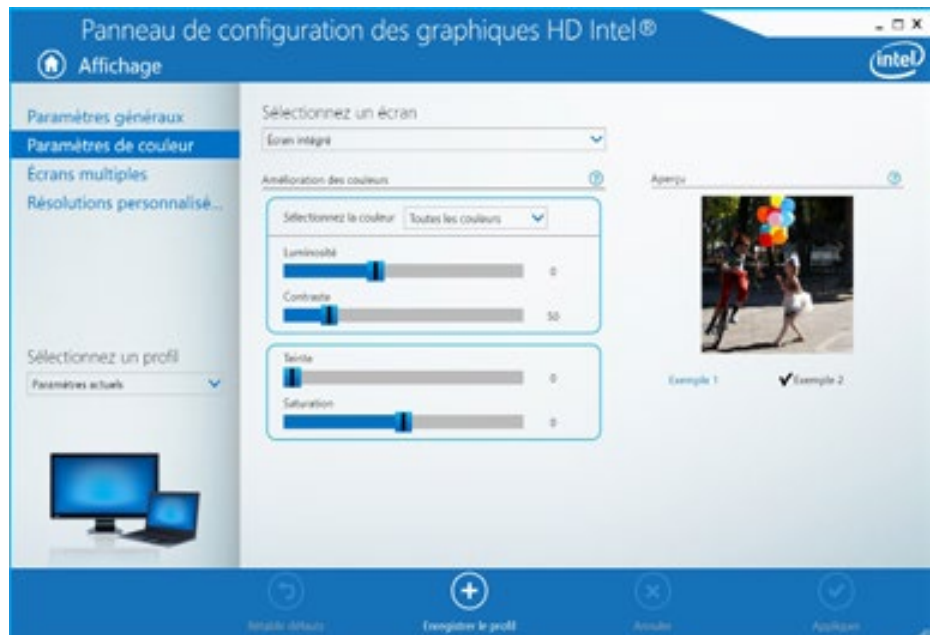 Panneau de configuration des graphiques HD Intel®
Affichage
intel
Paramètres généraux
Paramètres de couleur
Écrans multiples
Résolutions personnalisé...
Sélectionnez un profil
Paramètres actuels
Sélectionnez un écran
Écran intégré
Amélioration des couleurs
Sélectionnez la couleur Toutes les couleurs
Luminosité
0
Contraste
50
Teinte
0
Saturation
0
Aperçu
Exemple 1 Exemple 2
Rétablir défauts Enregistrer le profil Annuler Appliquer